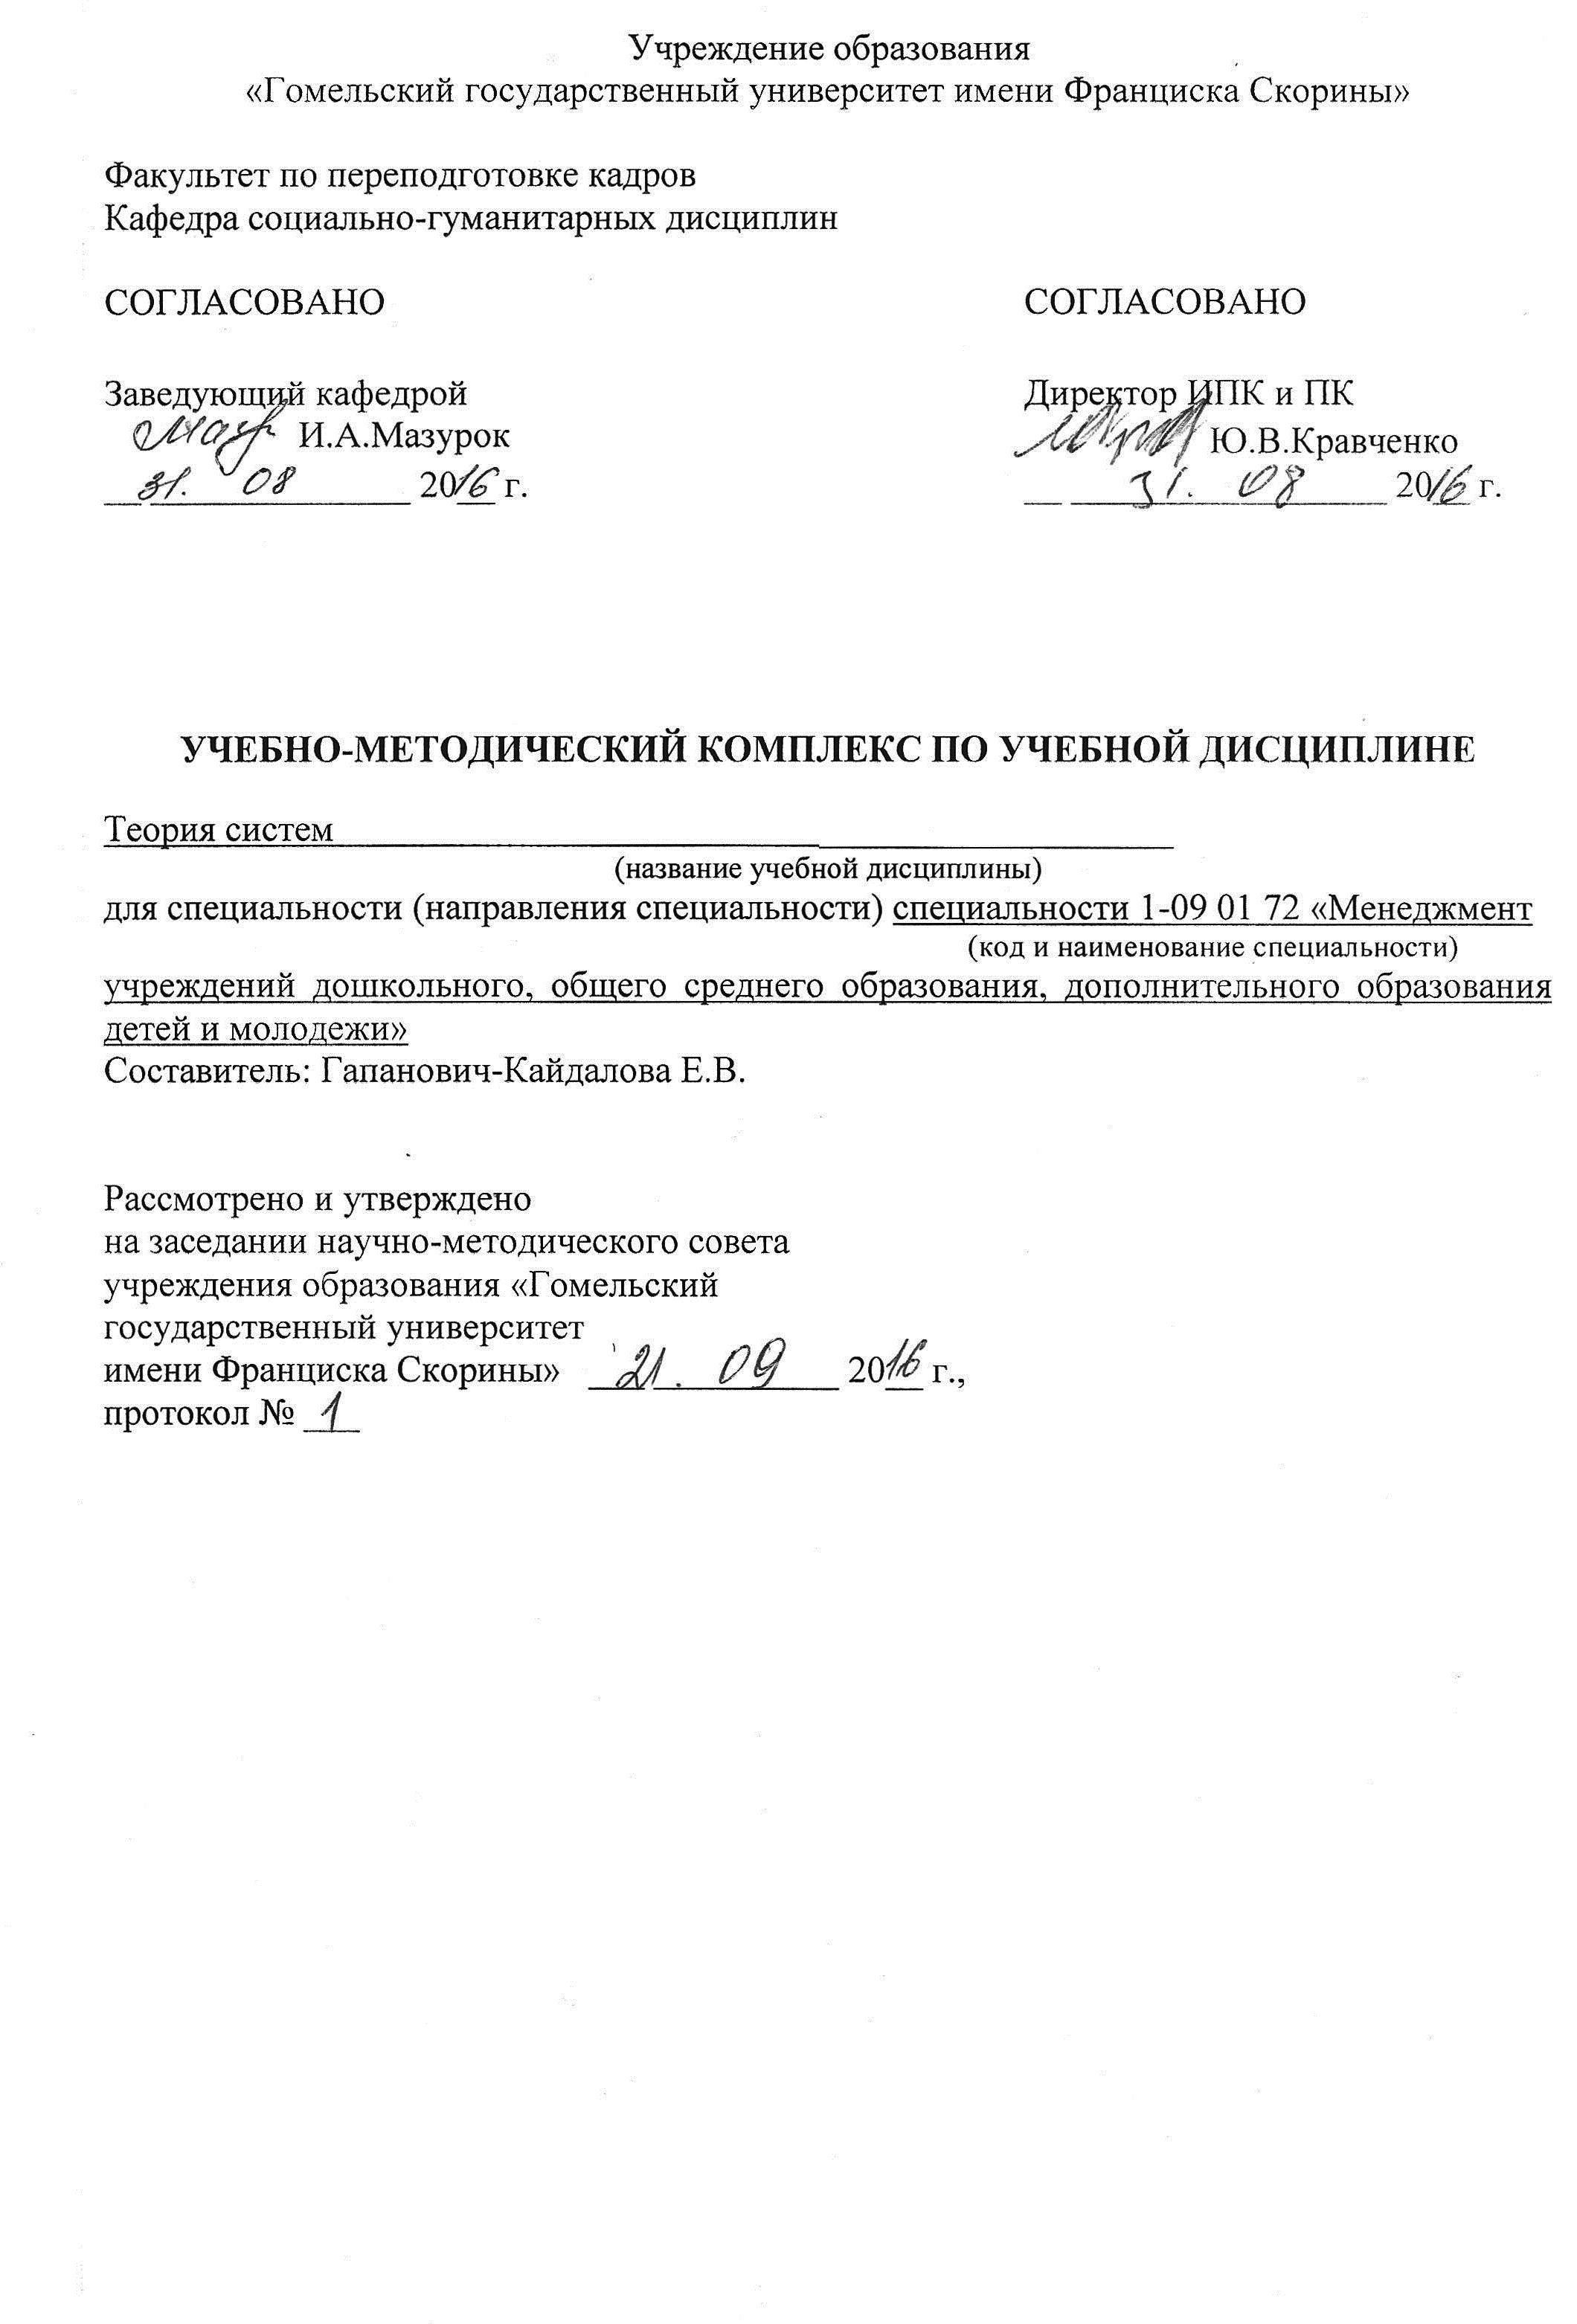 Учреждение образования
«Гомельский государственный университет имени Франциска Скорины»
Факультет по переподготовке кадров
Кафедра социально-гуманитарных дисциплин
СОГЛАСОВАНО СОГЛАСОВАНО
Заведующий кафедрой Директор ИПК и ПК
И.А.Мазурок Ю.В.Кравченко
31. 08 2016 г. 31. 08 2016 г.
УЧЕБНО-МЕТОДИЧЕСКИЙ КОМПЛЕКС ПО УЧЕБНОЙ ДИСЦИПЛИНЕ
Теория систем
(название учебной дисциплины)
для специальности (направления специальности) специальности 1-09 01 72 «Менеджмент
(код и наименование специальности)
учреждений дошкольного, общего среднего образования, дополнительного образования
детей и молодежи»
Составитель: Гапанович-Кайдалова Е.В.
Рассмотрено и утверждено
на заседании научно-методического совета
учреждения образования «Гомельский
государственный университет
имени Франциска Скорины» 21. 09 2016 г.,
протокол № 1